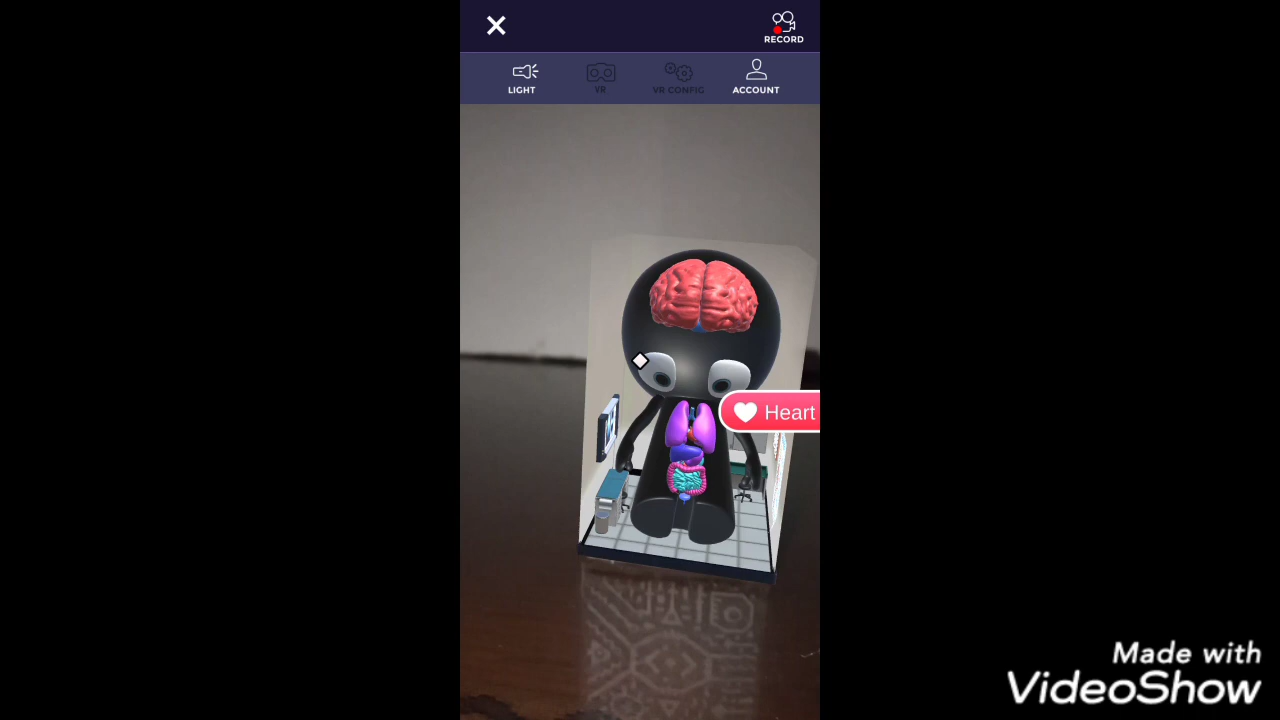 RECORD
LIGHT
VR
VR CONFIG
ACCOUNT
Heart
Made with
VideoShow